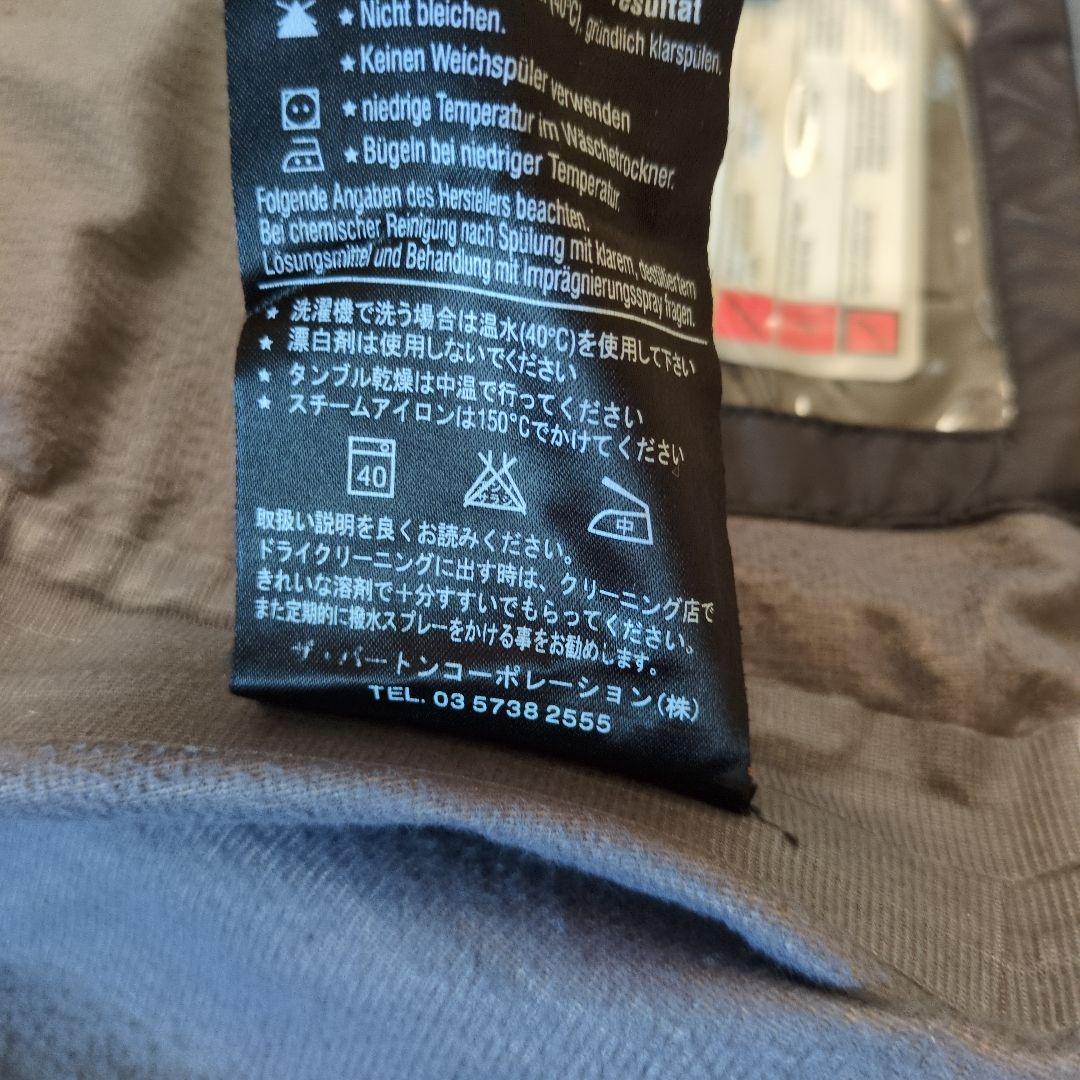 resultat
(40°C), gründlich klarspülen.
★ Nicht bleichen.
★ Keinen Weichspüler verwenden
★ niedrige Temperatur im Wäschetrockner.
★ Bügeln bei niedriger Temperatur.
Folgende Angaben des Herstellers beachten.
Bei chemischer Reinigung nach Spülung mit klarem, destilliertem
Lösungsmittel und Behandlung mit Imprägnierungsspray fragen.
★ 洗濯機で洗う場合は温水(40°C)を使用して下さい
★ 漂白剤は使用しないでください
★ タンブル乾燥は中温で行ってください
★ スチームアイロンは150°Cでかけてください
40
エンソサラシ
中
取扱い説明を良くお読みください。
ドライクリーニングに出す時は、クリーニング店で
きれいな溶剤で十分すすいでもらってください。
また定期的に撥水スプレーをかける事をお勧めします。
ザ・バートンコーポレーション(株)
TEL. 03 5738 2555